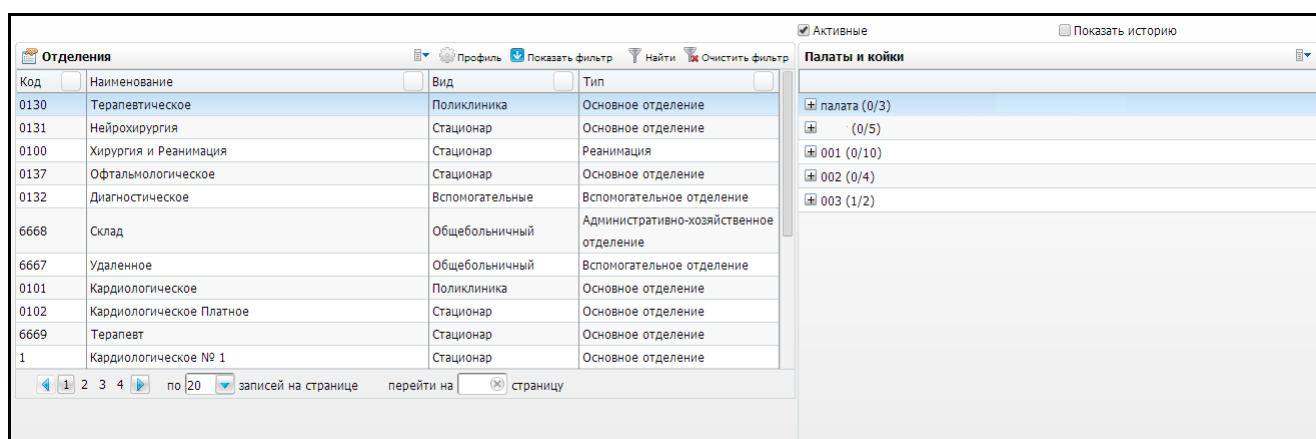 Активные Показать историю
Отделения Профиль Показать фильтр Найти Очистить фильтр Палаты и койки
Код Наименование Вид Тип
0130 Терапевтическое Поликлиника Основное отделение палата (0/3)
0131 Нейрохирургия Стационар Основное отделение (0/5)
0100 Хирургия и Реанимация Стационар Реанимация 001 (0/10)
0137 Офтальмологическое Стационар Основное отделение 002 (0/4)
0132 Диагностическое Вспомогательные Вспомогательное отделение 003 (1/2)
6668 Склад Общебольничный Административно-хозяйственное
отделение
6667 Удаленное Общебольничный Вспомогательное отделение
0101 Кардиологическое Поликлиника Основное отделение
0102 Кардиологическое Платное Стационар Основное отделение
6669 Терапевт Стационар Основное отделение
1 Кардиологическое № 1 Стационар Основное отделение
1 2 3 4 по 20 записей на странице перейти на страницу